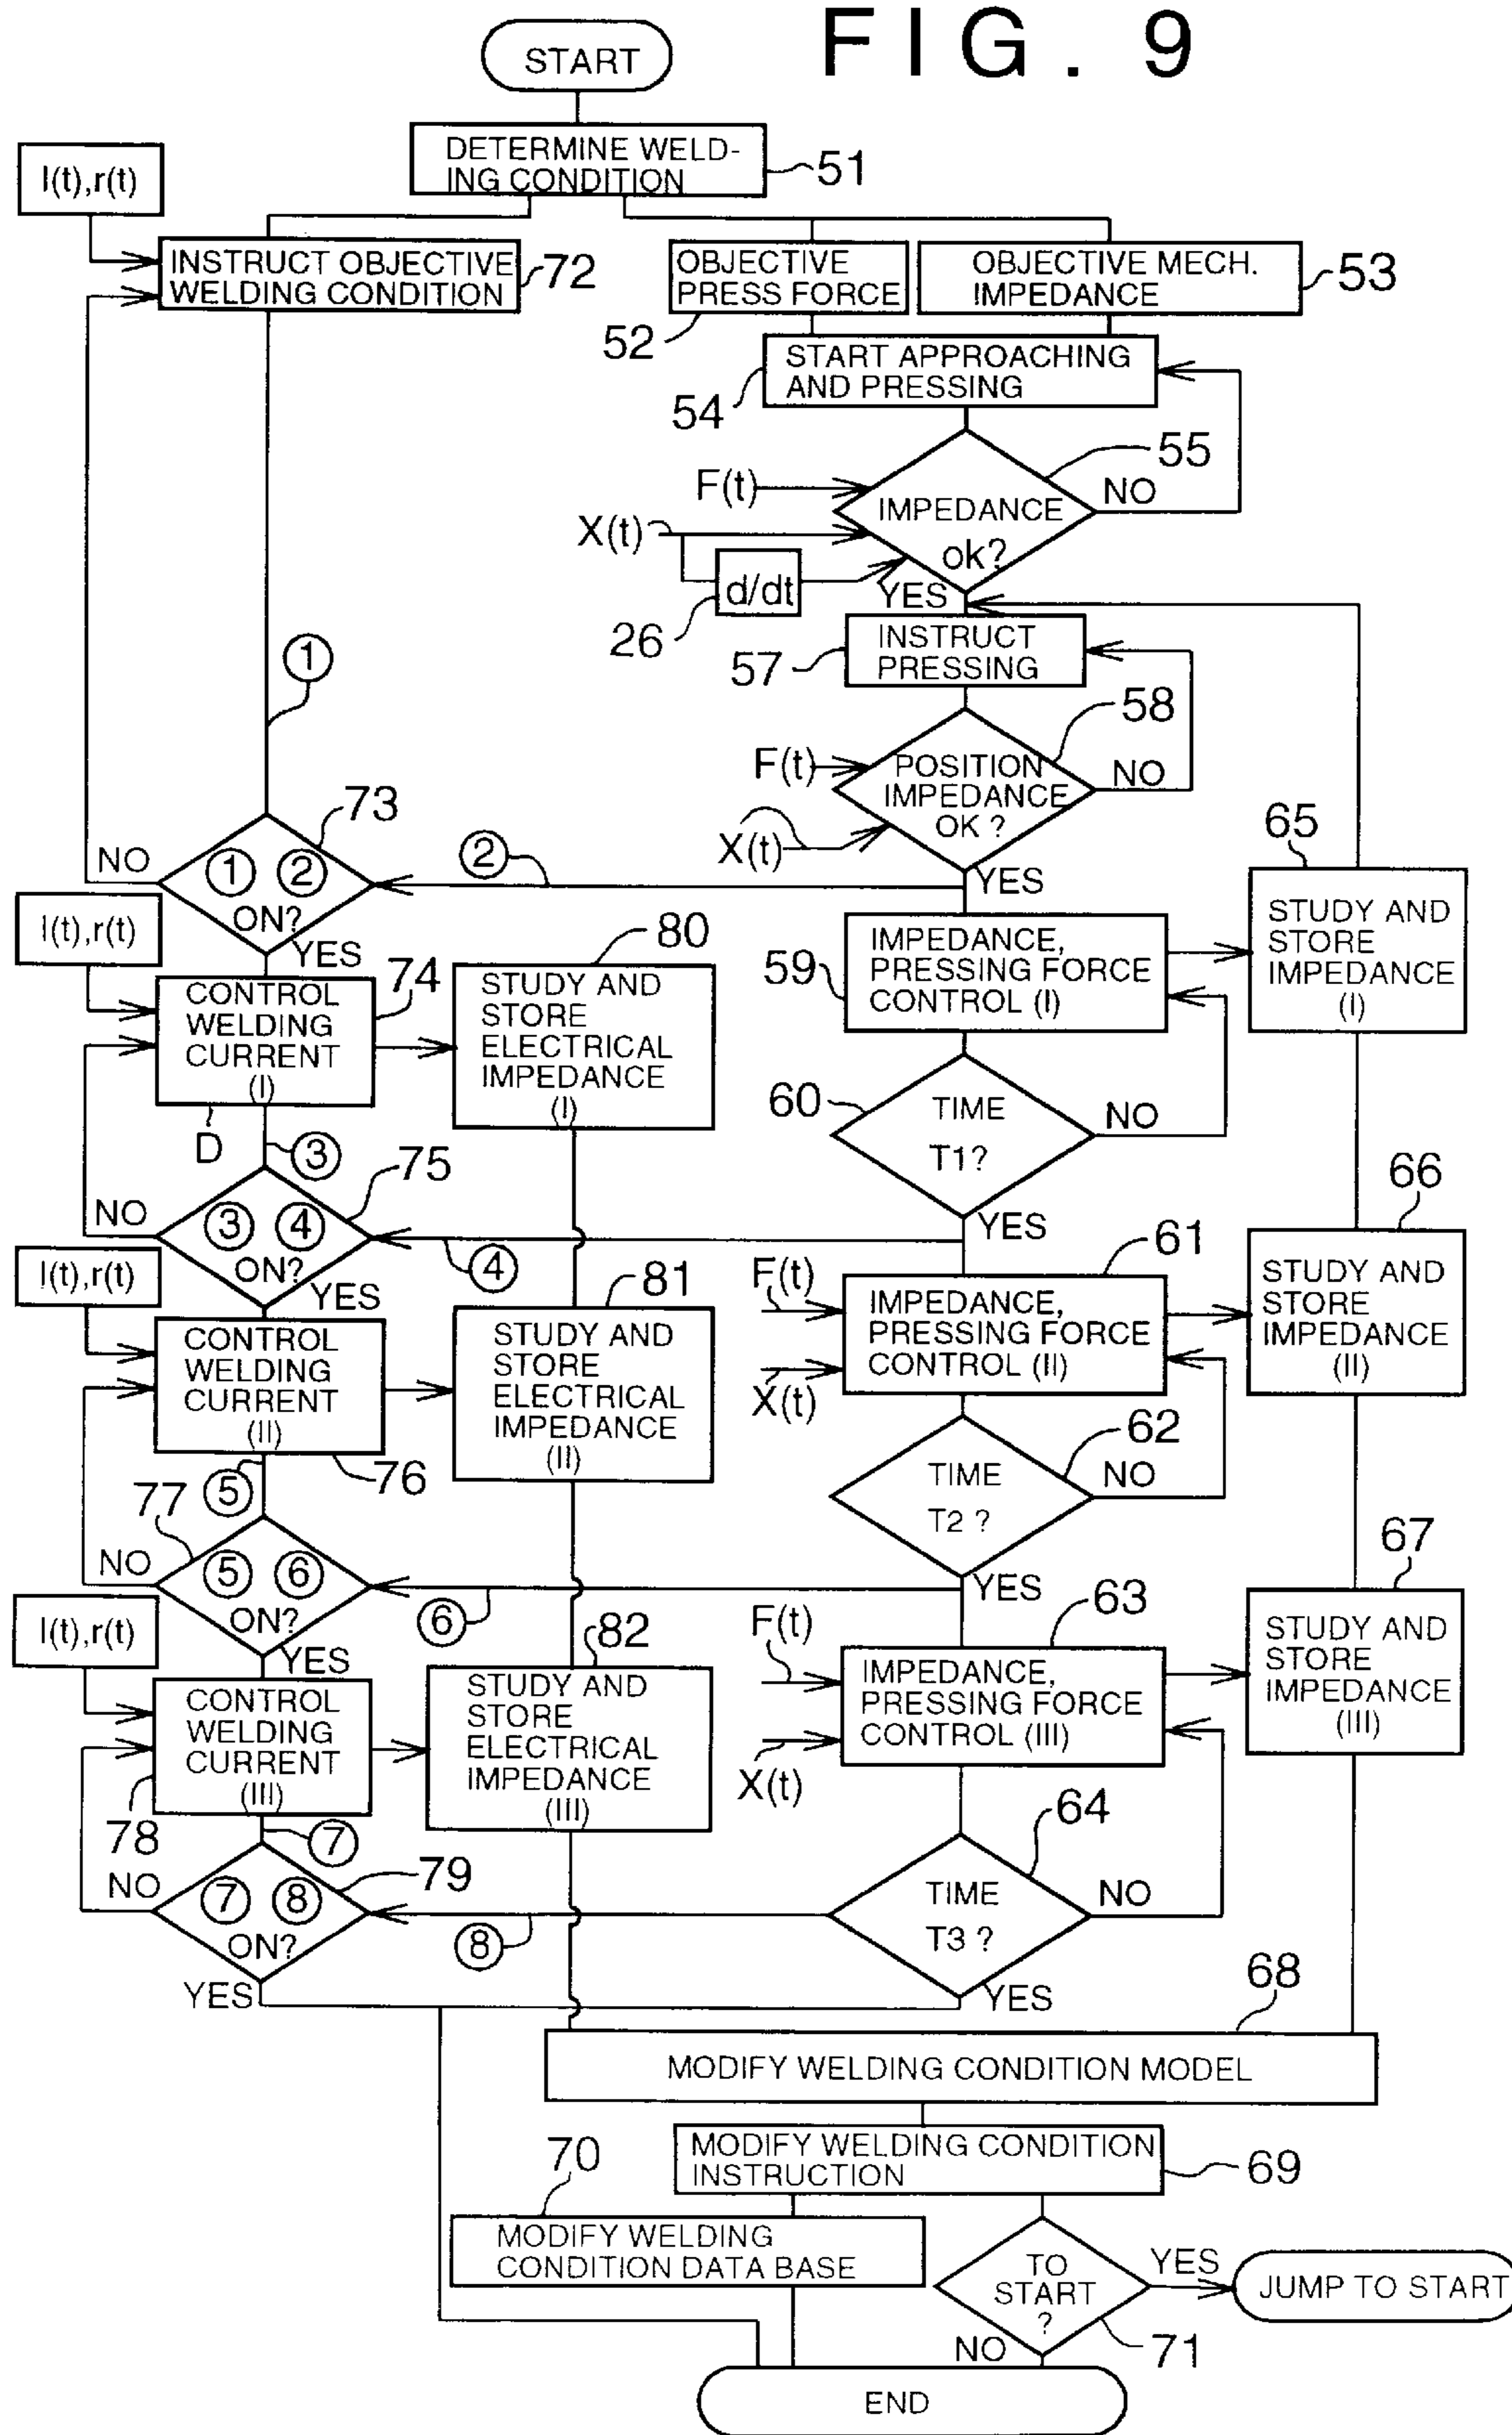 FIG. 9
START
DETERMINE WELD-
ING CONDITION
51
I(t),r(t)
INSTRUCT OBJECTIVE
WELDING CONDITION
72
OBJECTIVE
PRESS FORCE
52
OBJECTIVE MECH.
IMPEDANCE
53
START APPROACHING
AND PRESSING
54
55
F(t)
IMPEDANCE
ok?
NO
X(t)
d/dt
26
YES
INSTRUCT
PRESSING
57
①
58
F(t)
POSITION
IMPEDANCE
OK ?
NO
X(t)
YES
73
NO
① ②
ON?
YES
②
65
STUDY AND
STORE
IMPEDANCE
(I)
I(t),r(t)
CONTROL
WELDING
CURRENT
(I)
74
D
80
STUDY AND
STORE
ELECTRICAL
IMPEDANCE
(I)
59
IMPEDANCE,
PRESSING FORCE
CONTROL (I)
60
TIME
T1?
NO
YES
③
75
NO
③ ④
ON?
YES
④
66
STUDY AND
STORE
IMPEDANCE
(II)
I(t),r(t)
CONTROL
WELDING
CURRENT
(II)
76
81
STUDY AND
STORE
ELECTRICAL
IMPEDANCE
(II)
61
F(t)
IMPEDANCE,
PRESSING FORCE
CONTROL (II)
X(t)
62
TIME
T2 ?
NO
YES
⑤
77
NO
⑤ ⑥
ON?
YES
⑥
67
STUDY AND
STORE
IMPEDANCE
(III)
I(t),r(t)
CONTROL
WELDING
CURRENT
(III)
78
82
STUDY AND
STORE
ELECTRICAL
IMPEDANCE
(III)
63
F(t)
IMPEDANCE,
PRESSING FORCE
CONTROL (III)
X(t)
64
TIME
T3 ?
NO
YES
⑦
79
NO
⑦ ⑧
ON?
YES
⑧
68
MODIFY WELDING CONDITION MODEL
MODIFY WELDING CONDITION
INSTRUCTION
69
70
MODIFY WELDING
CONDITION DATA BASE
TO
START
?
71
YES
JUMP TO START
NO
END